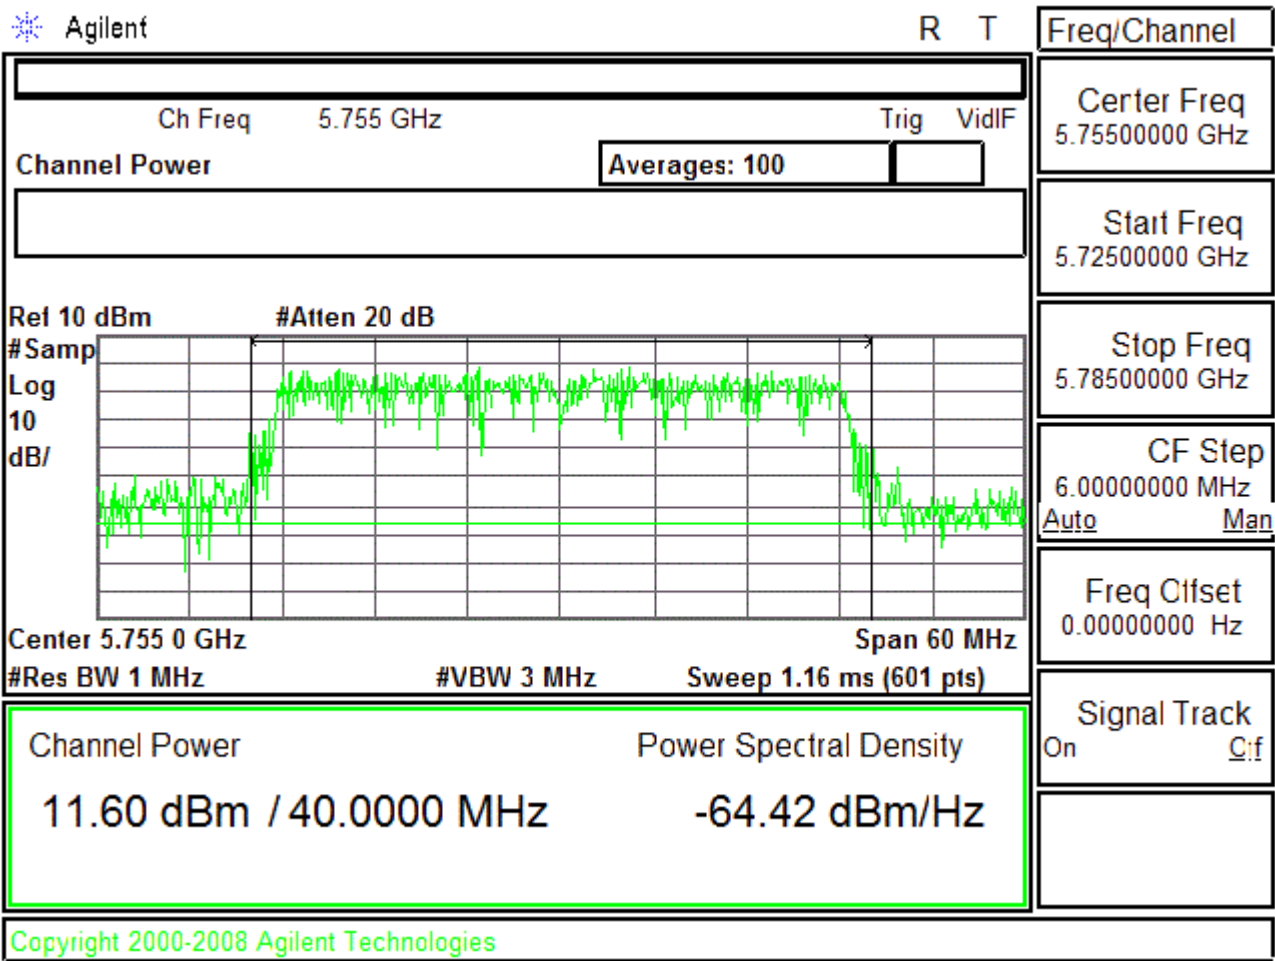 Agilent
R T
Freq/Channel
Ch Freq 5.755 GHz
Trig VidIF
Channel Power
Averages: 100
Ref 10 dBm
#Atten 20 dB
#Samp
Log
10
dB/
Center 5.755 0 GHz
Span 60 MHz
#Res BW 1 MHz
#VBW 3 MHz
Sweep 1.16 ms (601 pts)
Channel Power
Power Spectral Density
11.60 dBm / 40.0000 MHz
-64.42 dBm/Hz
Center Freq
5.75500000 GHz
Start Freq
5.72500000 GHz
Stop Freq
5.78500000 GHz
CF Step
6.00000000 MHz
Auto Man
Freq Offset
0.00000000 Hz
Signal Track
On Off
Copyright 2000-2008 Agilent Technologies